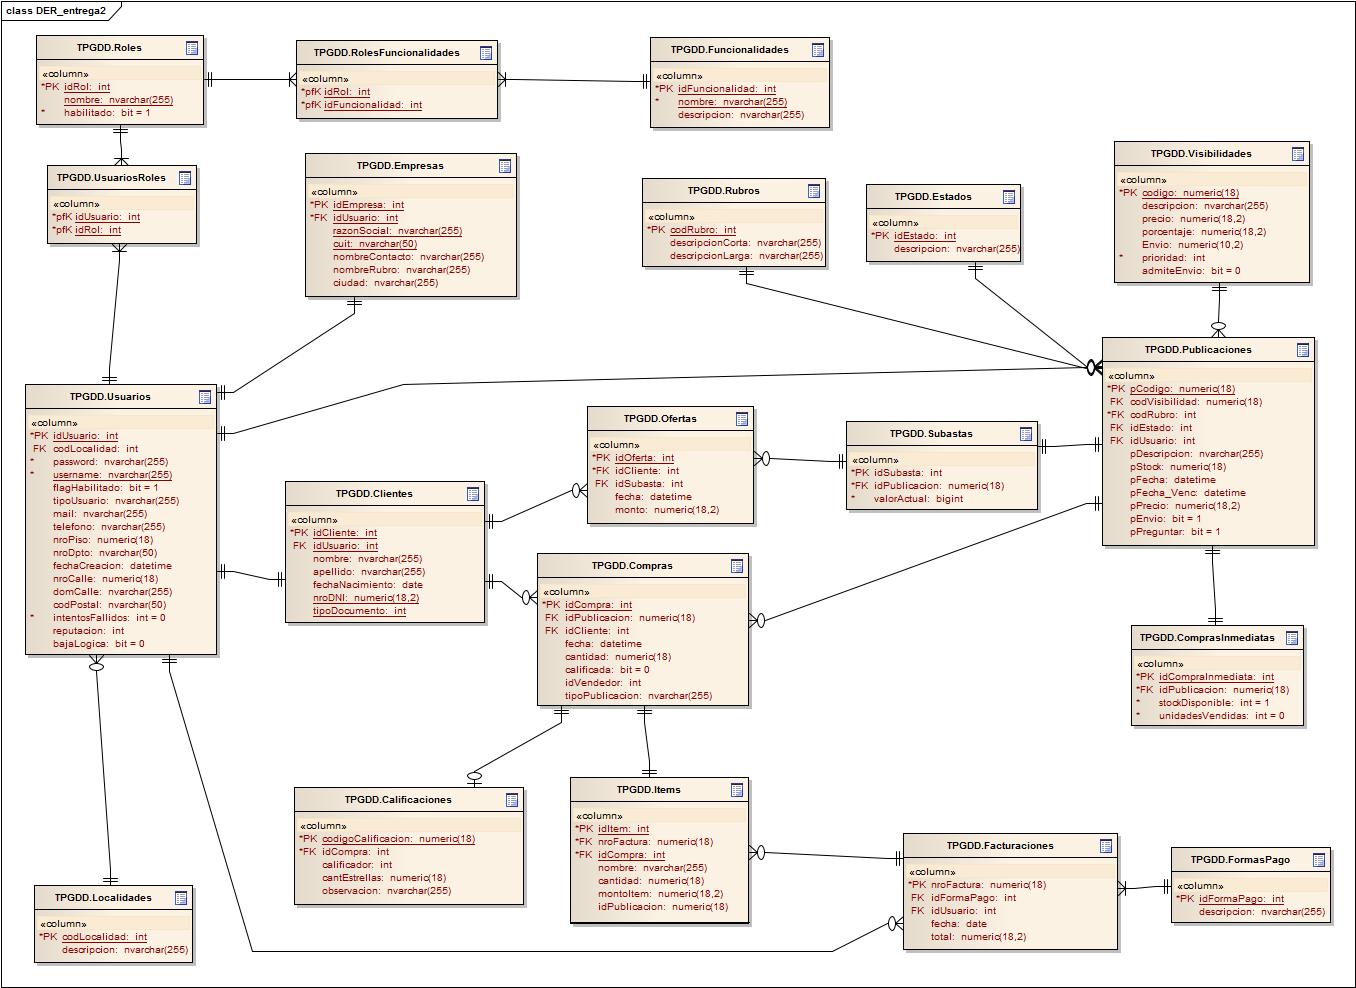 class DER_entrega2
TPGDD.Roles
«column»
*PK idRol: int
nombre: nvarchar(255)
* habilitado: bit = 1
TPGDD.RolesFuncionalidades
«column»
*pfK idRol: int
*pfK idFuncionalidad: int
TPGDD.Funcionalidades
«column»
*PK idFuncionalidad: int
* nombre: nvarchar(255)
descripcion: nvarchar(255)
TPGDD.UsuariosRoles
«column»
*pfK idUsuario: int
*pfK idRol: int
TPGDD.Empresas
«column»
*PK idEmpresa: int
*FK idUsuario: int
razonSocial: nvarchar(255)
cuit: nvarchar(50)
nombreContacto: nvarchar(255)
nombreRubro: nvarchar(255)
ciudad: nvarchar(255)
TPGDD.Rubros
«column»
*PK codRubro: int
descripcionCorta: nvarchar(255)
descripcionLarga: nvarchar(255)
TPGDD.Estados
«column»
*PK idEstado: int
descripcion: nvarchar(255)
TPGDD.Visibilidades
«column»
*PK codigo: numeric(18)
descripcion: nvarchar(255)
precio: numeric(18,2)
porcentaje: numeric(18,2)
Envio: numeric(10,2)
* prioridad: int
admiteEnvio: bit = 0
TPGDD.Publicaciones
«column»
*PK pCodigo: numeric(18)
FK codVisibilidad: numeric(18)
FK codRubro: int
FK idEstado: int
FK idUsuario: int
pDescripcion: nvarchar(255)
pStock: numeric(18)
pFecha: datetime
pFecha_Venc: datetime
pPrecio: numeric(18,2)
pEnvio: bit = 1
pPreguntar: bit = 1
TPGDD.Usuarios
«column»
*PK idUsuario: int
FK codLocalidad: int
* password: nvarchar(255)
* username: nvarchar(255)
flagHabilitado: bit = 1
tipoUsuario: nvarchar(255)
mail: nvarchar(255)
telefono: nvarchar(255)
nroPiso: numeric(18)
nroDpto: nvarchar(50)
fechaCreacion: datetime
nroCalle: numeric(18)
domCalle: nvarchar(255)
codPostal: nvarchar(50)
* intentosFallidos: int = 0
reputacion: int
bajaLogica: bit = 0
TPGDD.Ofertas
«column»
*PK idOferta: int
*FK idCliente: int
FK idSubasta: int
fecha: datetime
monto: numeric(18,2)
TPGDD.Subastas
«column»
*PK idSubasta: int
*FK idPublicacion: numeric(18)
* valorActual: bigint
TPGDD.Clientes
«column»
*PK idCliente: int
FK idUsuario: int
nombre: nvarchar(255)
apellido: nvarchar(255)
fechaNacimiento: date
nroDNI: numeric(18,2)
tipoDocumento: int
TPGDD.Compras
«column»
*PK idCompra: int
FK idPublicacion: numeric(18)
FK idCliente: int
fecha: datetime
cantidad: numeric(18)
calificada: bit = 0
idVendedor: int
tipoPublicacion: nvarchar(255)
TPGDD.ComprasInmediatas
«column»
*PK idCompraInmediata: int
*FK idPublicacion: numeric(18)
* stockDisponible: int = 1
* unidadesVendidas: int = 0
TPGDD.Calificaciones
«column»
*PK codigoCalificacion: numeric(18)
*FK idCompra: int
calificador: int
cantEstrellas: numeric(18)
observacion: nvarchar(255)
TPGDD.Items
«column»
*PK idItem: int
*FK nroFactura: numeric(18)
*FK idCompra: int
nombre: nvarchar(255)
cantidad: numeric(18)
montoItem: numeric(18,2)
idPublicacion: numeric(18)
TPGDD.Facturaciones
«column»
*PK nroFactura: numeric(18)
FK idFormaPago: int
FK idUsuario: int
fecha: date
total: numeric(18,2)
TPGDD.FormasPago
«column»
*PK idFormaPago: int
descripcion: nvarchar(255)
TPGDD.Localidades
«column»
*PK codLocalidad: int
descripcion: nvarchar(255)